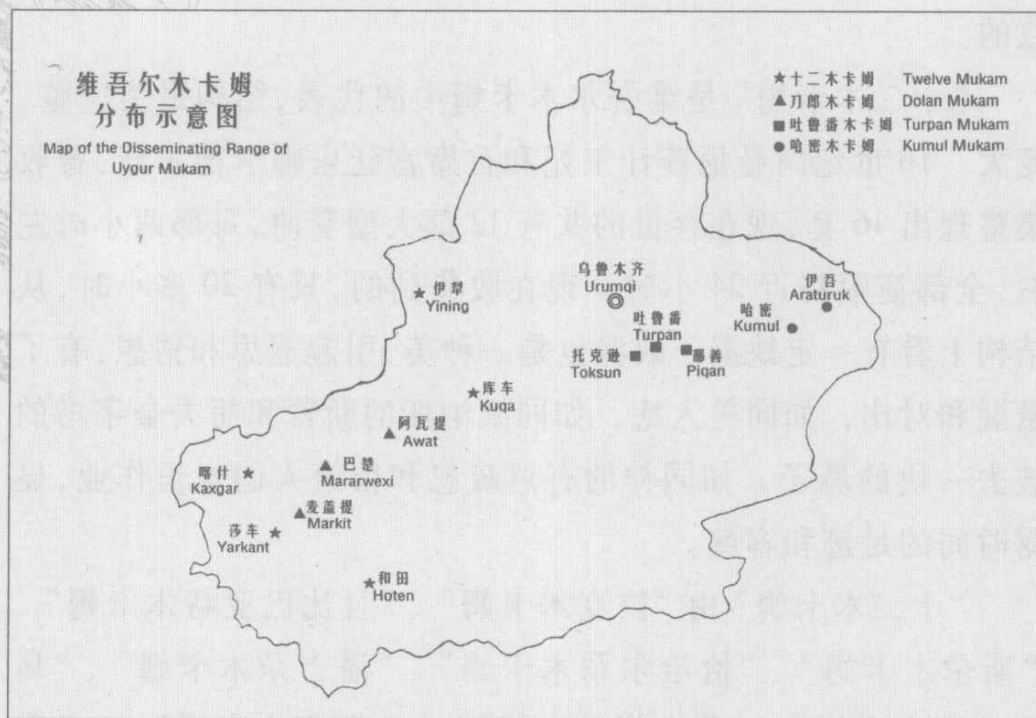 维吾尔木卡姆
分布示意图
Map of the Disseminating Range of
Uygur Mukam
★十二木卡姆 Twelve Mukam
▲刀郎木卡姆 Dolan Mukam
■吐鲁番木卡姆 Turpan Mukam
●哈密木卡姆 Kumul Mukam
乌鲁木齐
Urumqi
伊犁
Yining
伊吾
Araturuk
哈密
Kumul
吐鲁番
Turpan
托克逊
Toksun
鄯善
Piqan
库车
Kuqa
阿瓦提
Awat
巴楚
Mararwexi
喀什
Kaxgar
麦盖提
Markit
莎车
Yarkant
和田
Hoten